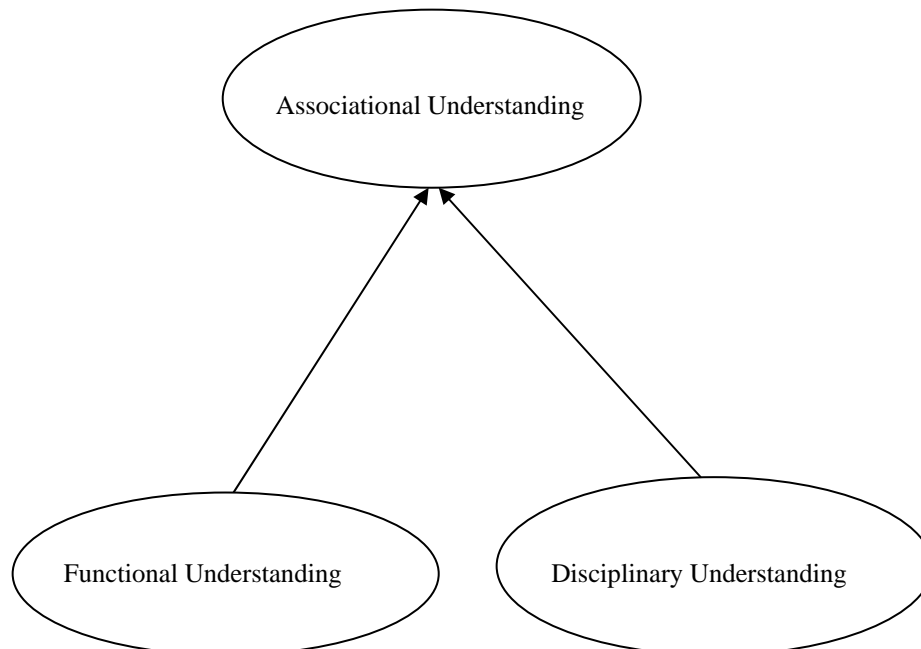 Associational Understanding
Functional Understanding
Disciplinary Understanding